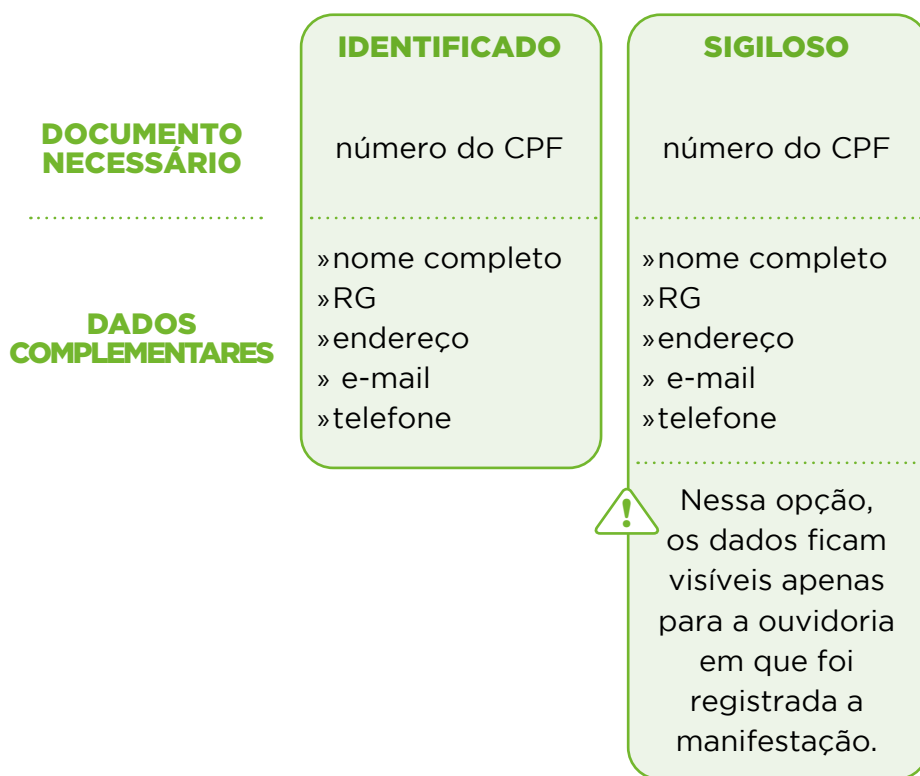 IDENTIFICADO
SIGILOSO
DOCUMENTO
NECESSÁRIO
número do CPF
número do CPF
DADOS
COMPLEMENTARES
»nome completo
»RG
»endereço
» e-mail
»telefone
»nome completo
»RG
»endereço
» e-mail
»telefone
!
Nessa opção,
os dados ficam
visíveis apenas
para a ouvidoria
em que foi
registrada a
manifestação.